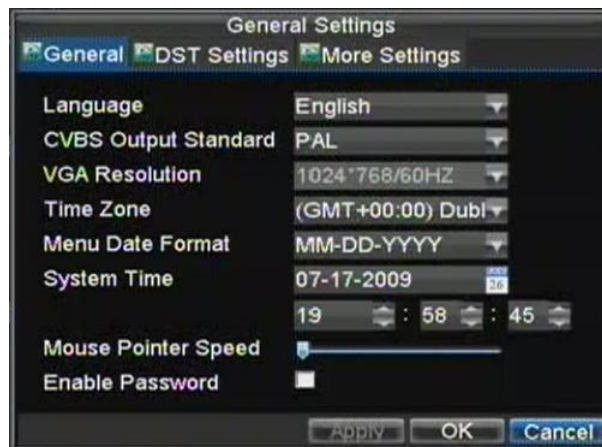 General Settings
General DST Settings More Settings
Language English
CVBS Output Standard PAL
VGA Resolution 1024*768/60HZ
Time Zone (GMT+00:00) Dubl
Menu Date Format MM-DD-YYYY
System Time 07-17-2009
26
19 : 58 : 45
Mouse Pointer Speed
Enable Password
Apply OK Cancel